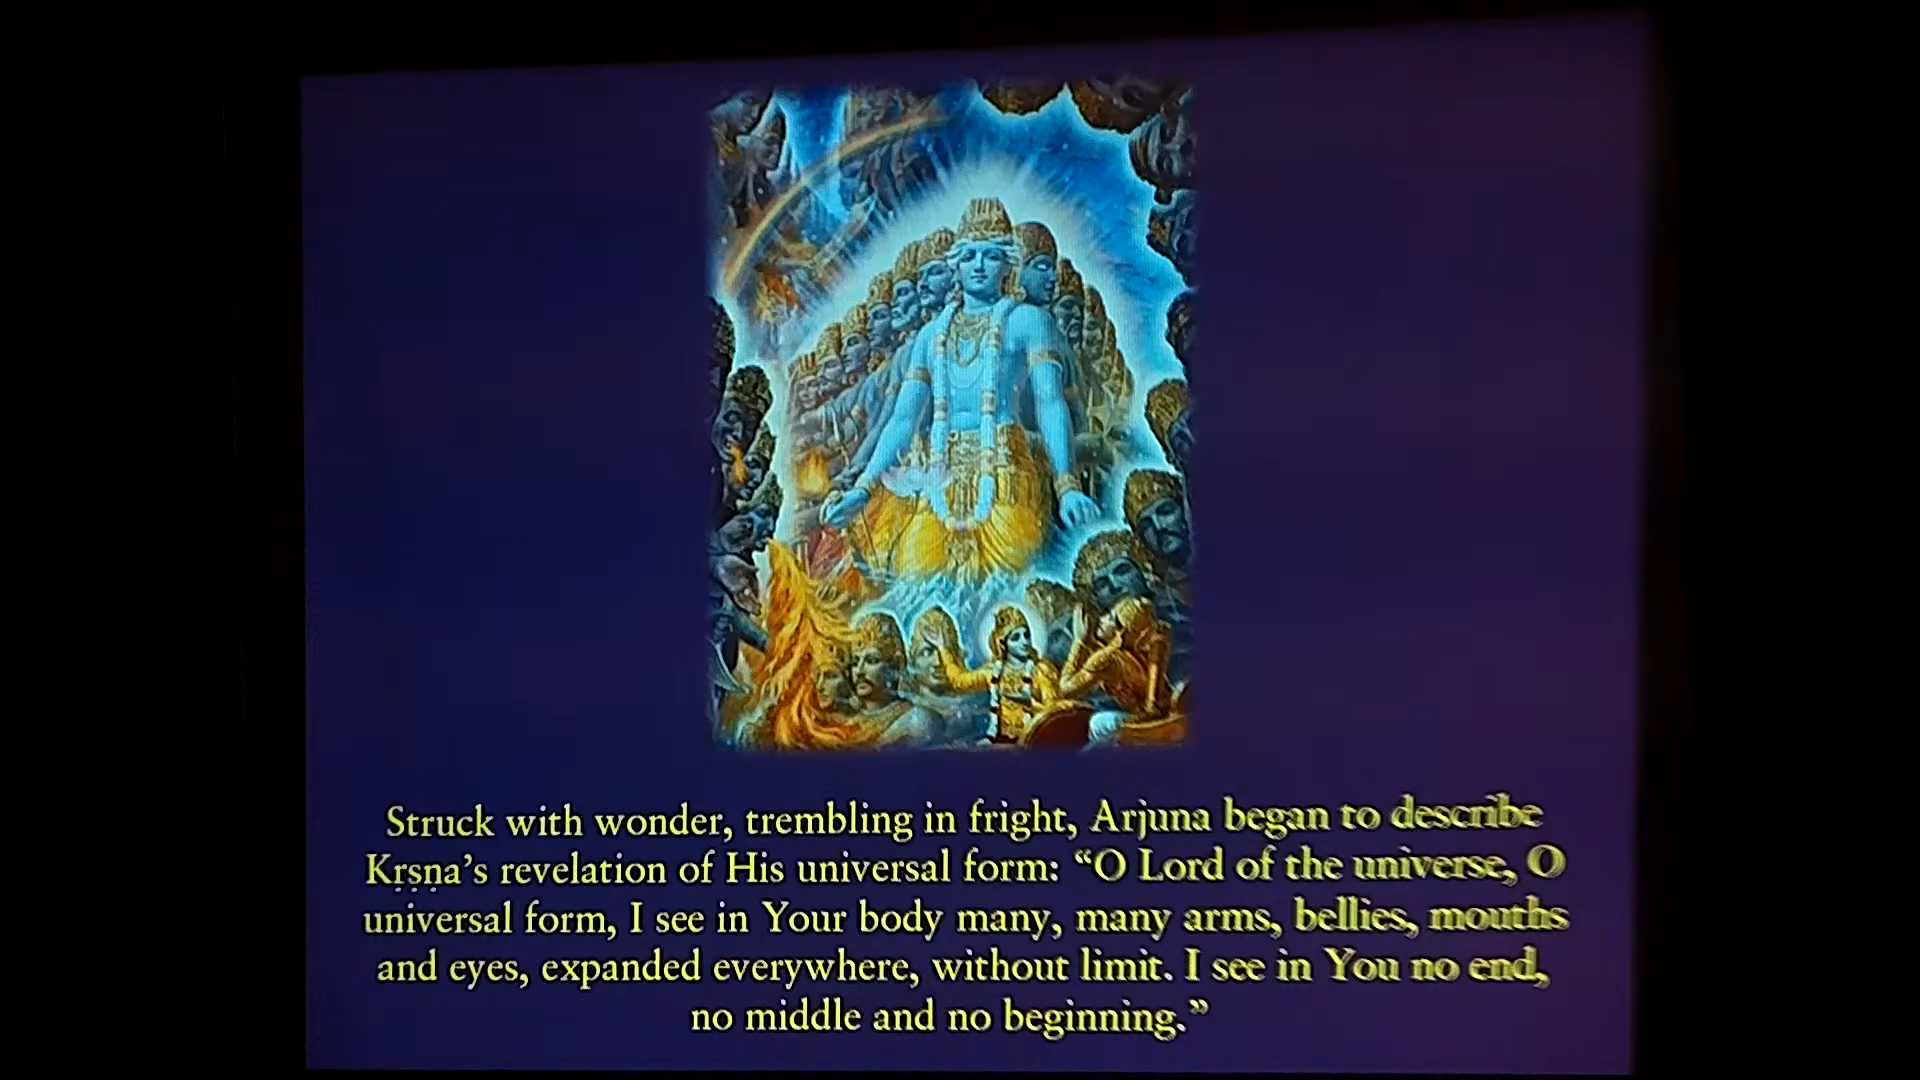 Struck with wonder, trembling in fright, Arjuna began to describe
Kṛṣṇa’s revelation of His universal form: “O Lord of the universe, O
universal form, I see in Your body many, many arms, bellies, mouths
and eyes, expanded everywhere, without limit. I see in You no end,
no middle and no beginning.”